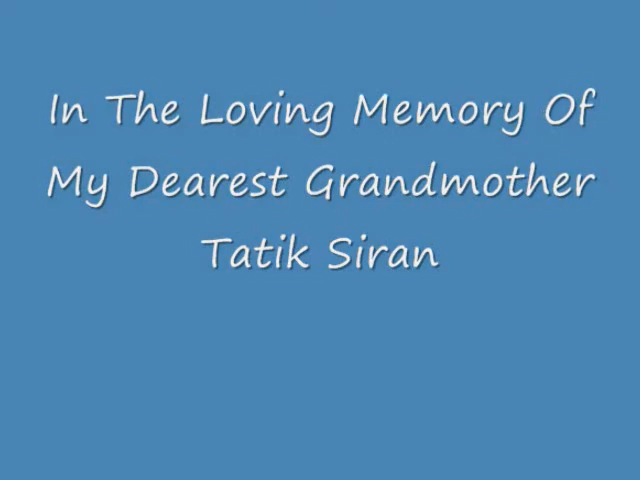 In The Loving Memory Of
My Dearest Grandmother
Tatik Siran